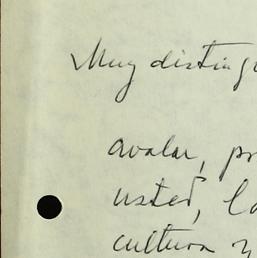 Muy disting
avalar, pr
usted, la
cultura y